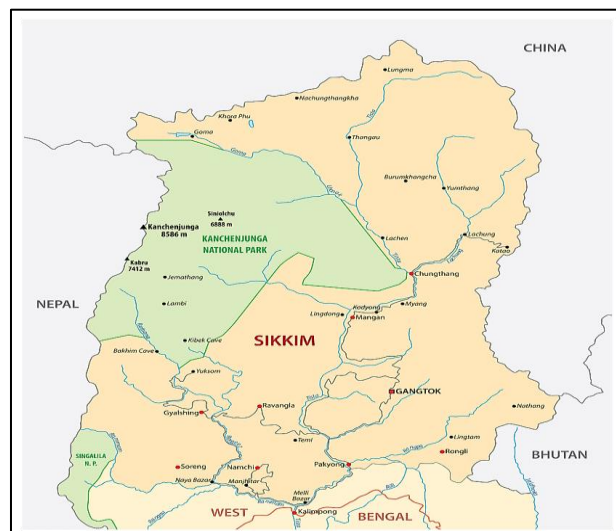 CHINA
Lungma
Nachungthangkha
Khora Phu
Goma
Thangau
Burumkhangcha
Yumthang
Siniolchu
6888 m
Kanchenjunga
8586 m
KANCHENJUNGA
NATIONAL PARK
Lachen
Lachung
Katao
Kabru
7412 m
Chungthang
Jemathang
NEPAL
Lambi
Kadyong
Myang
Lingdong
Mangan
SIKKIM
Kibek Cave
Bakhim Cave
Yuksom
GANGTOK
Gyalshing
Ravangla
Nathang
Temi
Lingtam
Rongli
BHUTAN
SINGALILA
N. P.
Soreng
Namchi
Pakyong
Naya Bazar
Manjhitar
Melli
Bazar
Kalimpong
WEST
BENGAL